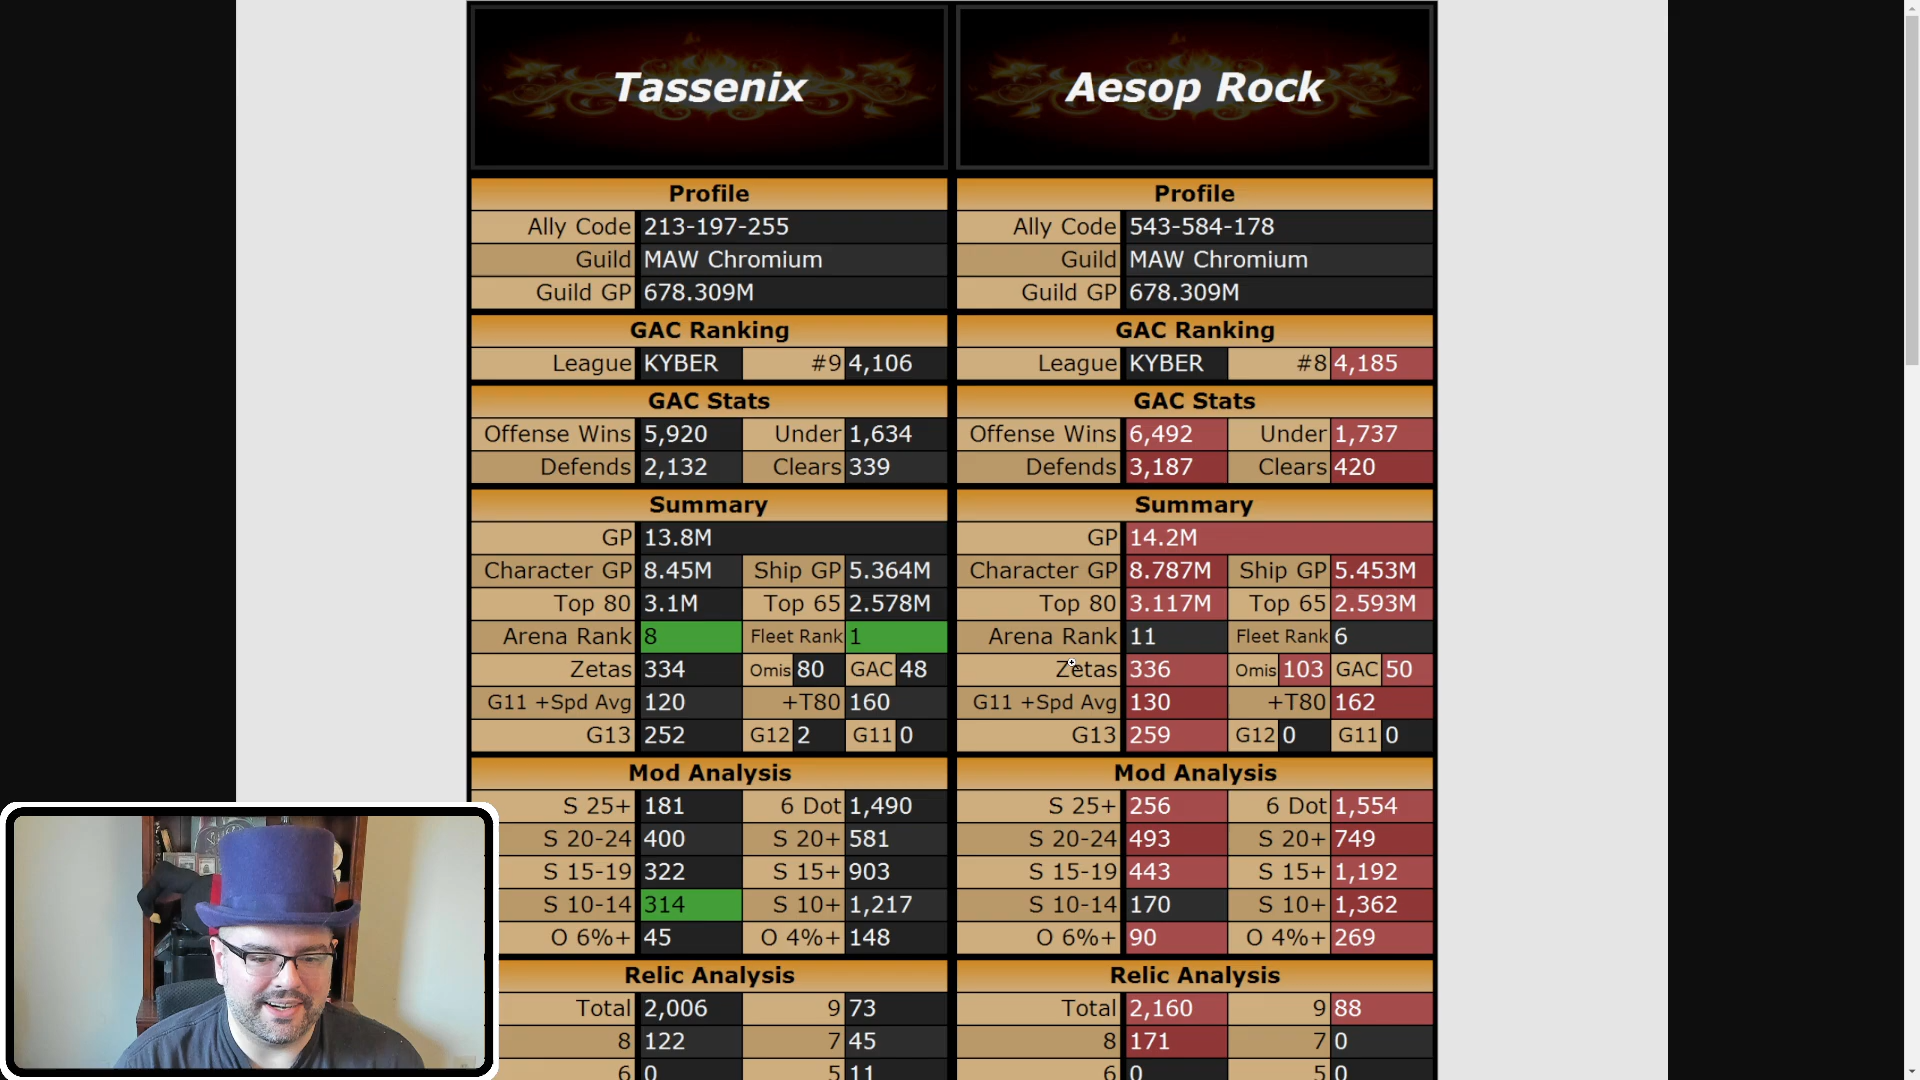 Tassenix
Profile
Ally Code 213-197-255
Guild MAW Chromium
Guild GP 678.309M
GAC Ranking
League KYBER #9 4,106
GAC Stats
Offense Wins 5,920 Under 1,634
Defends 2,132 Clears 339
Summary
GP 13.8M
Character GP 8.45M Ship GP 5.364M
Top 80 3.1M Top 65 2.578M
Arena Rank 8 Fleet Rank 1
Zetas 334 Omis 80 GAC 48
G11 +Spd Avg 120 +T80 160
G13 252 G12 2 G11 0
Mod Analysis
S 25+ 181 6 Dot 1,490
S 20-24 400 S 20+ 581
S 15-19 322 S 15+ 903
S 10-14 314 S 10+ 1,217
O 6%+ 45 O 4%+ 148
Relic Analysis
Total 2,006 9 73
8 122 7 45
6 0 5 11
Aesop Rock
Profile
Ally Code 543-584-178
Guild MAW Chromium
Guild GP 678.309M
GAC Ranking
League KYBER #8 4,185
GAC Stats
Offense Wins 6,492 Under 1,737
Defends 3,187 Clears 420
Summary
GP 14.2M
Character GP 8.787M Ship GP 5.453M
Top 80 3.117M Top 65 2.593M
Arena Rank 11 Fleet Rank 6
Zetas 336 Omis 103 GAC 50
G11 +Spd Avg 130 +T80 162
G13 259 G12 0 G11 0
Mod Analysis
S 25+ 256 6 Dot 1,554
S 20-24 493 S 20+ 749
S 15-19 443 S 15+ 1,192
S 10-14 170 S 10+ 1,362
O 6%+ 90 O 4%+ 269
Relic Analysis
Total 2,160 9 88
8 171 7 0
6 0 5 0